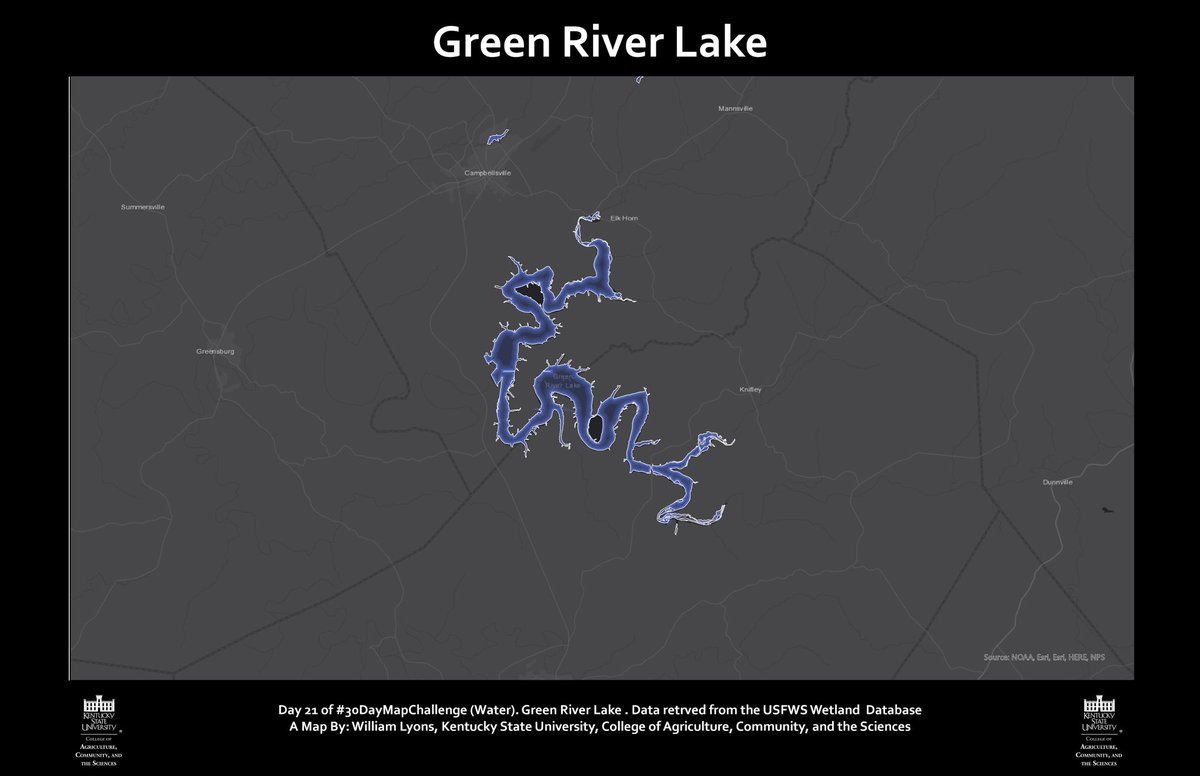 Green River Lake
Mannsville
Campbellsville
Summersville
Elk Horn
Greensburg
Green
River Lake
Knifley
Dunnville
Source: NOAA, Esri, Esri, HERE, NPS
KENTUCKY
STATE
UNIVERSITY
COLLEGE OF
AGRICULTURE,
COMMUNITY, AND
THE SCIENCES
Day 21 of #30DayMapChallenge (Water). Green River Lake . Data retrved from the USFWS Wetland Database
A Map By: William Lyons, Kentucky State University, College of Agriculture, Community, and the Sciences
KENTUCKY
STATE
UNIVERSITY
COLLEGE OF
AGRICULTURE,
COMMUNITY, AND
THE SCIENCES